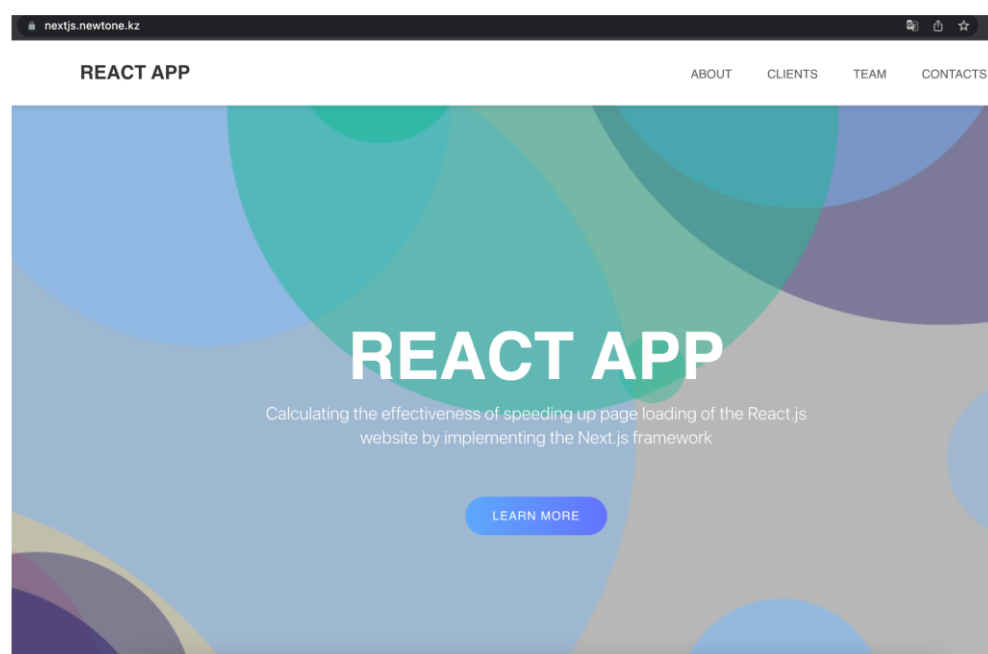 nextjs.newtone.kz
REACT APP
ABOUT CLIENTS TEAM CONTACTS
REACT APP
Calculating the effectiveness of speeding up page loading of the React.js
website by implementing the Next.js framework
LEARN MORE